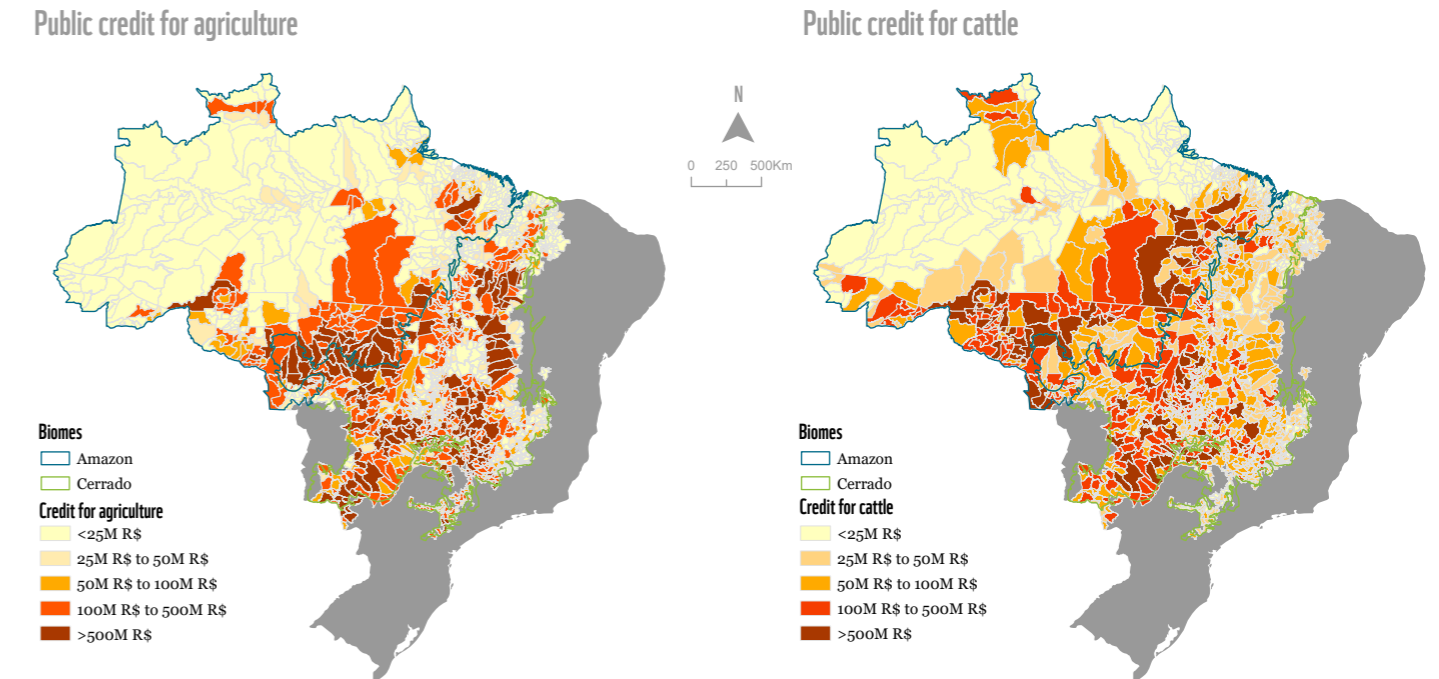 Public credit for agriculture
Public credit for cattle
N
0 250 500Km
Biomes
Amazon
Cerrado
Credit for agriculture
<25M R$
25M R$ to 50M R$
50M R$ to 100M R$
100M R$ to 500M R$
>500M R$
Biomes
Amazon
Cerrado
Credit for cattle
<25M R$
25M R$ to 50M R$
50M R$ to 100M R$
100M R$ to 500M R$
>500M R$